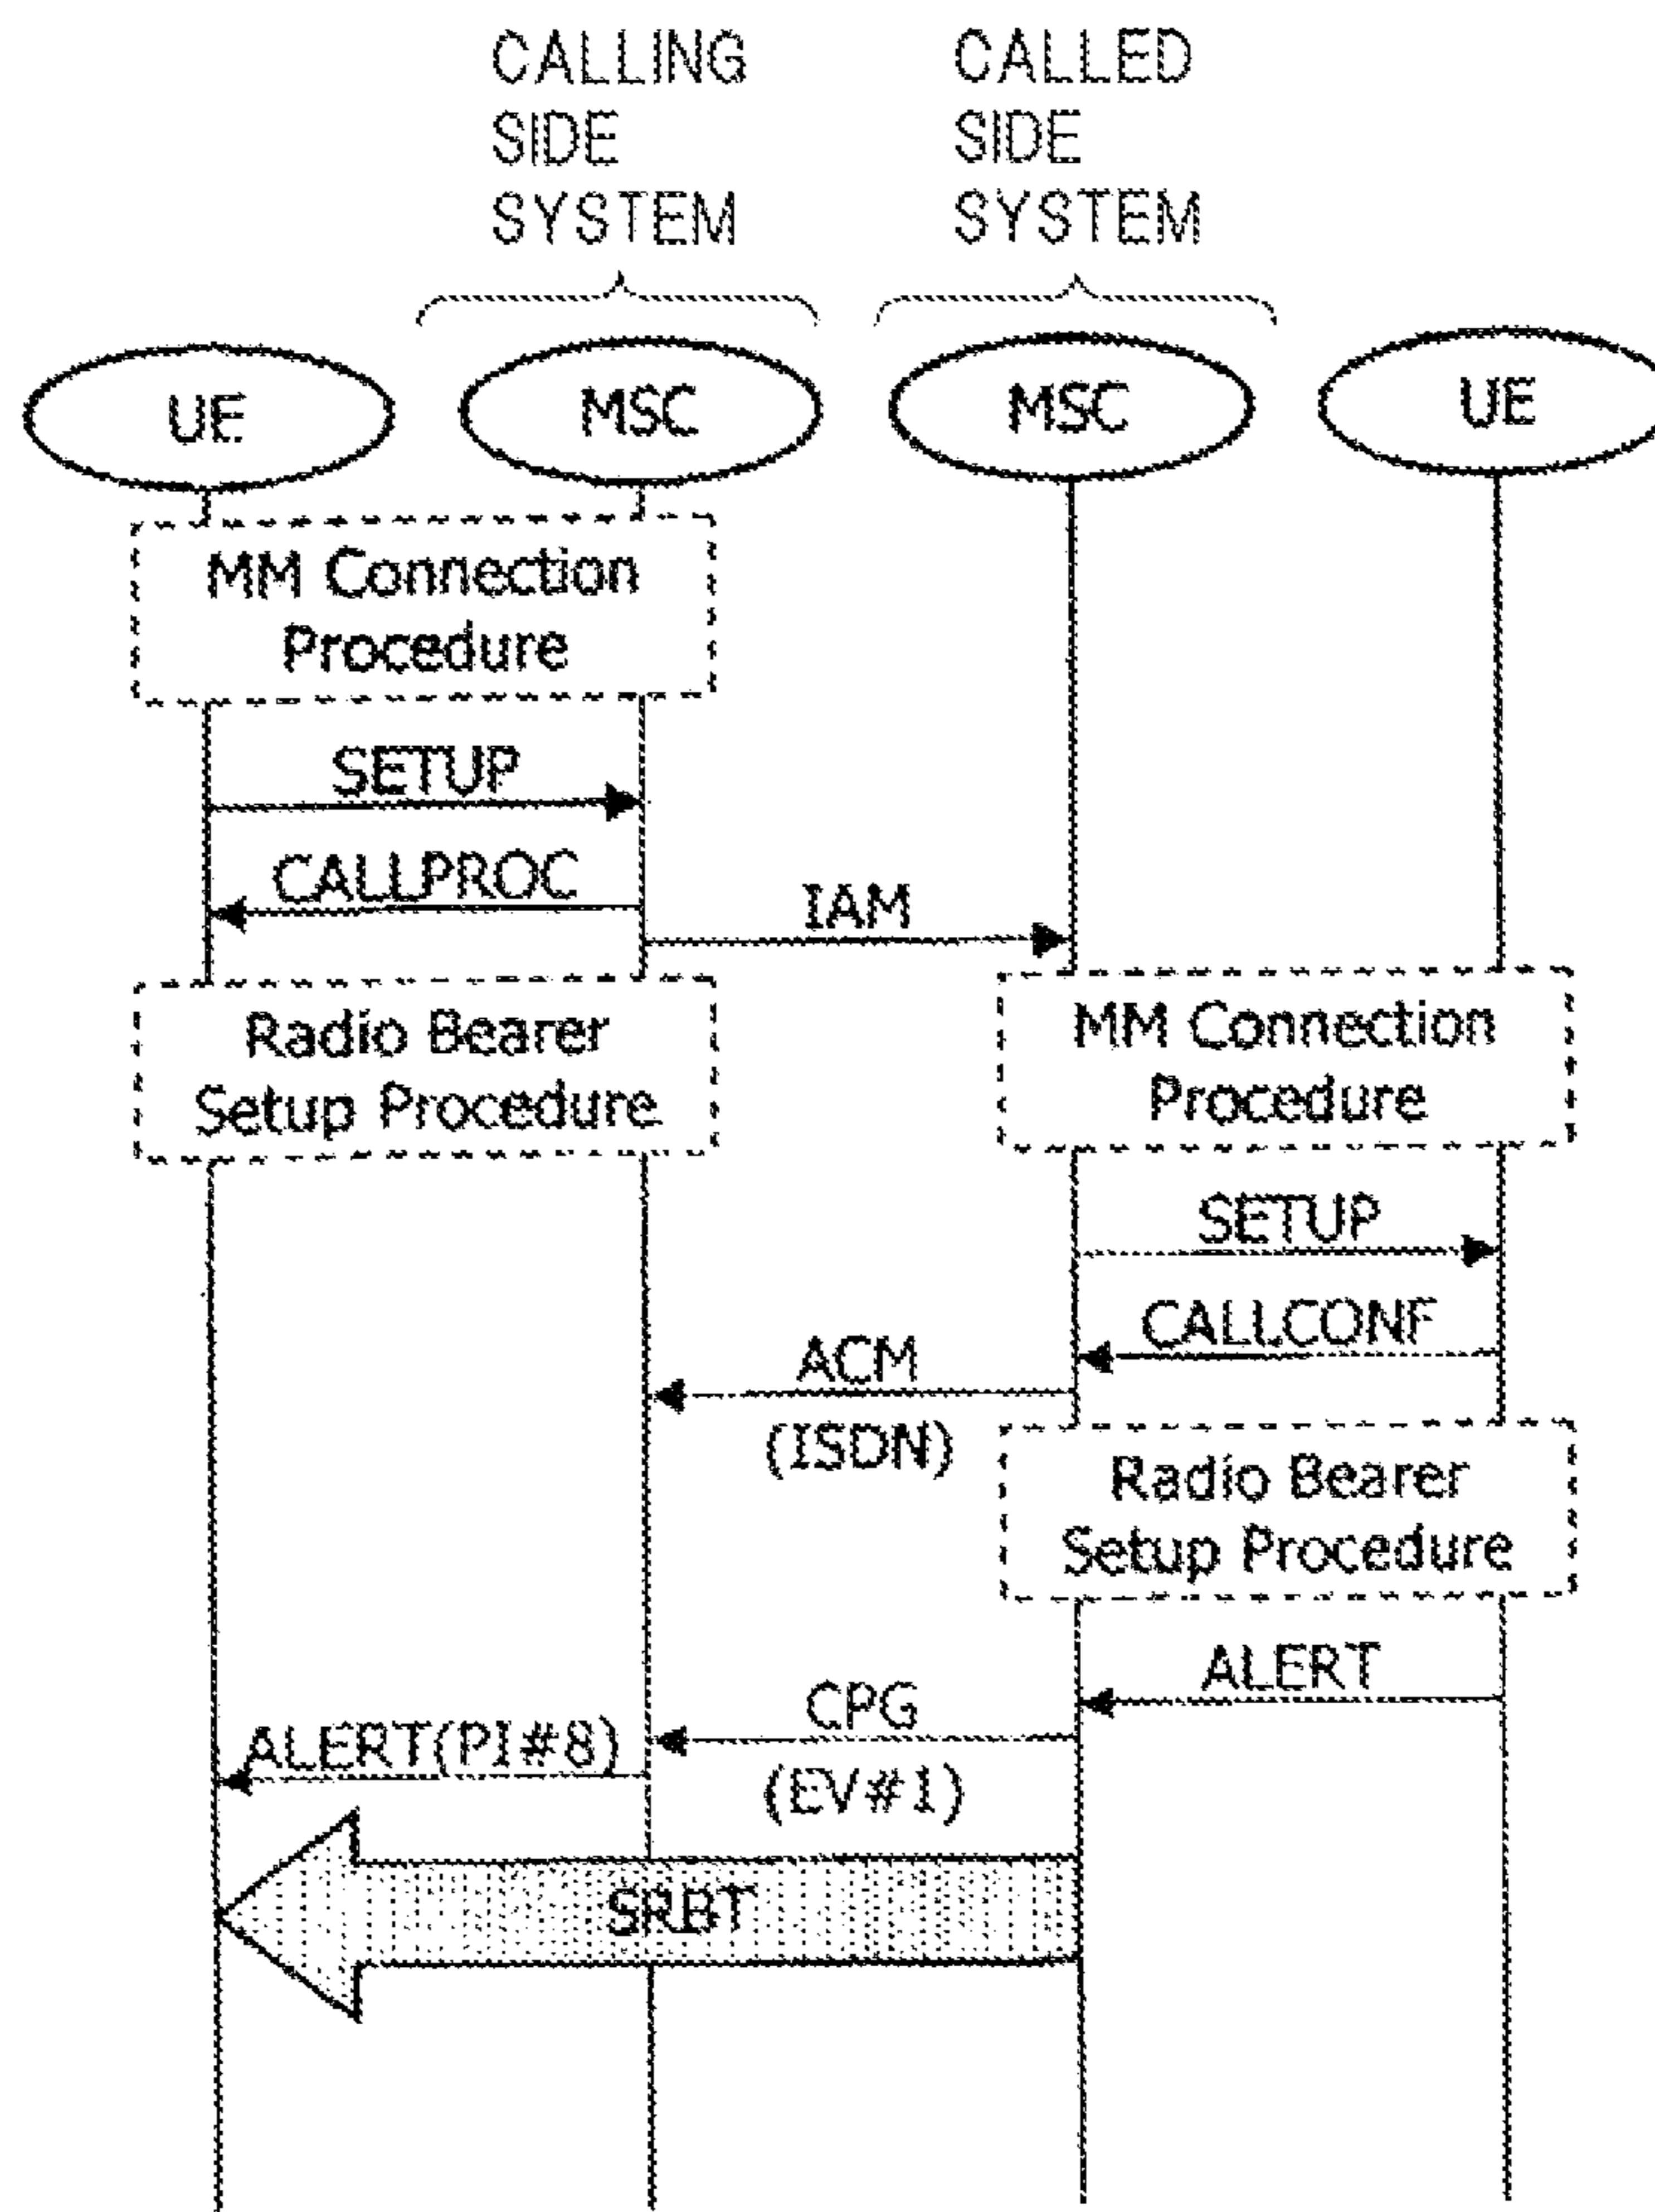 CALLING
SIDE
SYSTEM
CALLED
SIDE
SYSTEM
UE
MSC
MSC
UE
MM Connection
Procedure
SETUP
CALLPROC
IAM
Radio Bearer
Setup Procedure
MM Connection
Procedure
SETUP
CALLCONF
ACM
(ISDN)
Radio Bearer
Setup Procedure
ALERT
CPG
(EV#1)
ALERT(PI#8)
SRBT